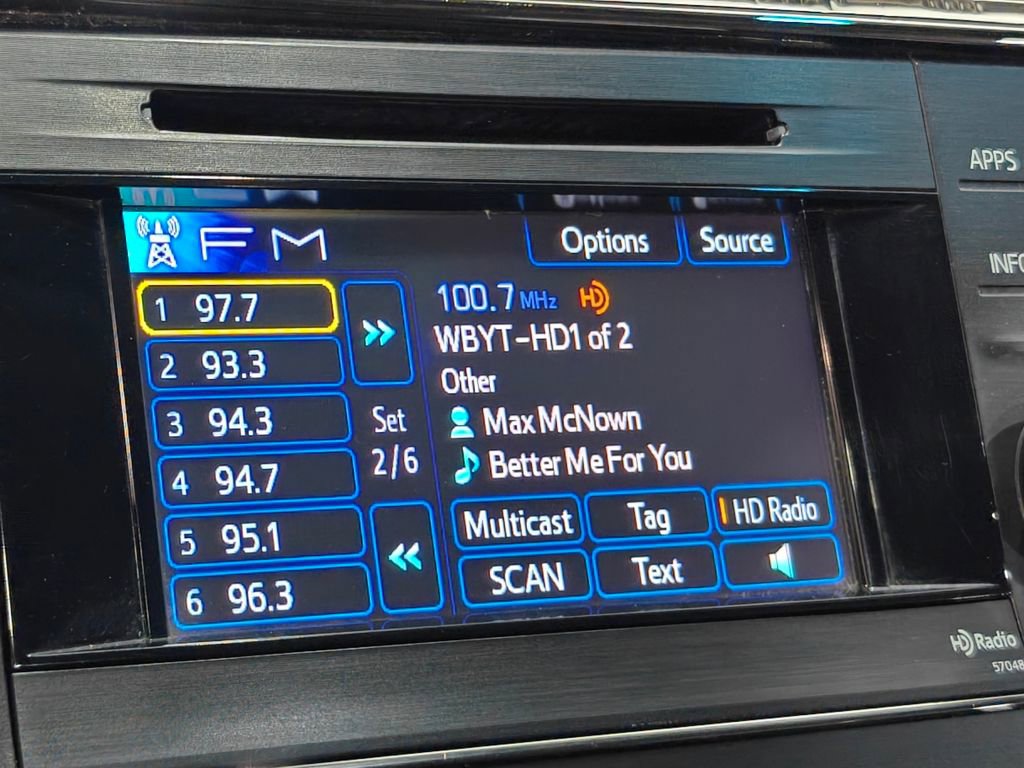 APPS
INFO
FM
Options
Source
1 97.7
2 93.3
3 94.3
4 94.7
5 95.1
6 96.3
>>
Set
2/6
<<
100.7 MHz HD
WBYT-HD1 of 2
Other
Max McNown
Better Me For You
Multicast
Tag
HD Radio
SCAN
Text
HD Radio
57048